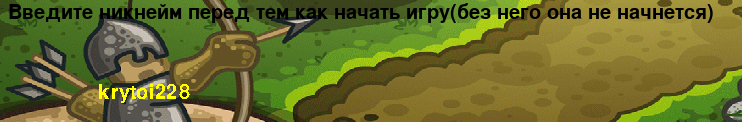 Введите никнейм перед тем как начать игру(без него она не начнется)
krytoi228